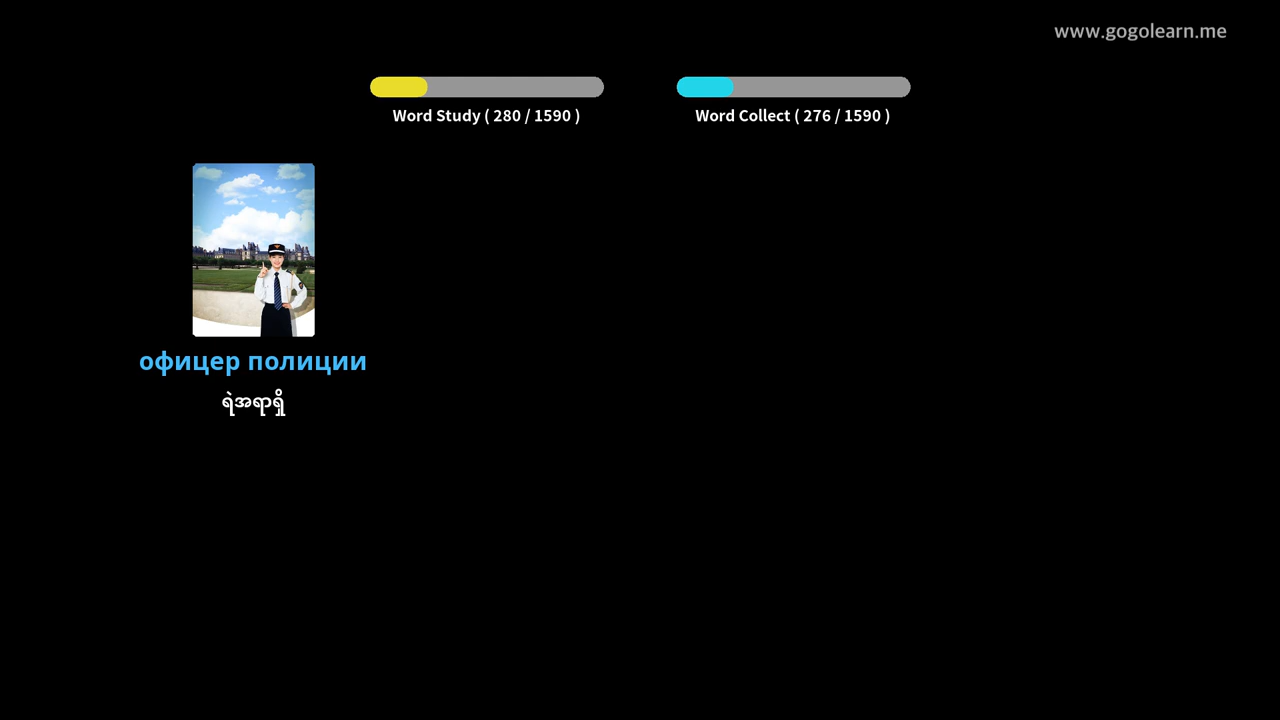 www.gogolearn.me
Word Study ( 280 / 1590 )
Word Collect ( 276 / 1590 )
офицер полиции
ရဲအရာရှိ